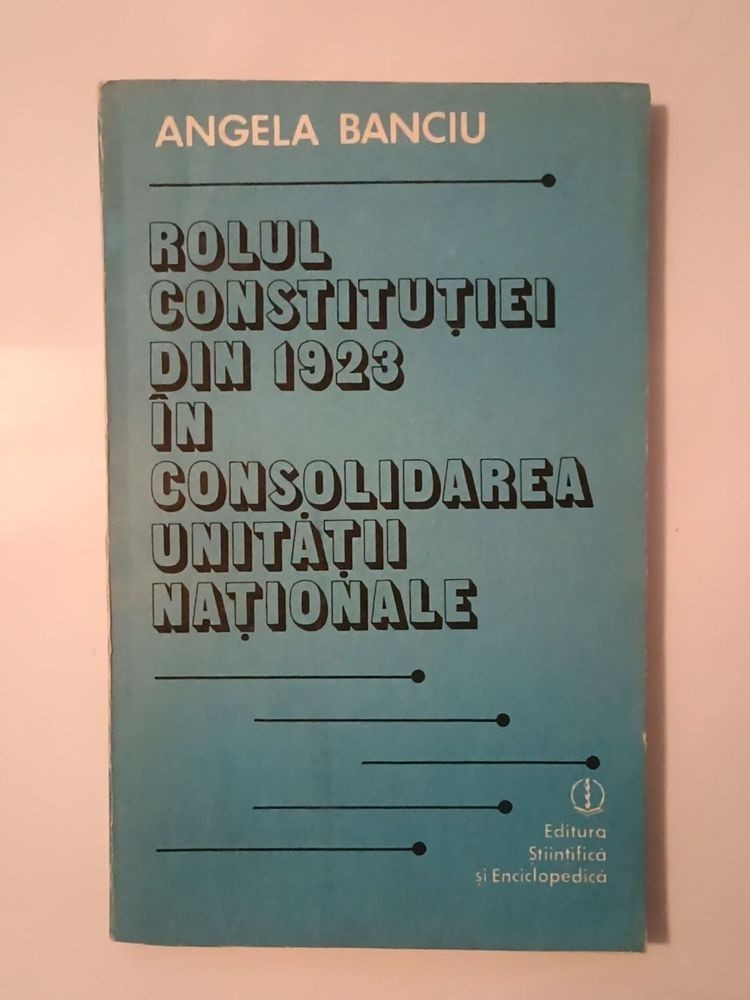 ANGELA BANCIU
ROLUL
CONSTITUȚIEI
DIN 1923
ÎN
CONSOLIDAREA
UNITĂȚII
NAȚIONALE
Editura
Științifică
și Enciclopedică